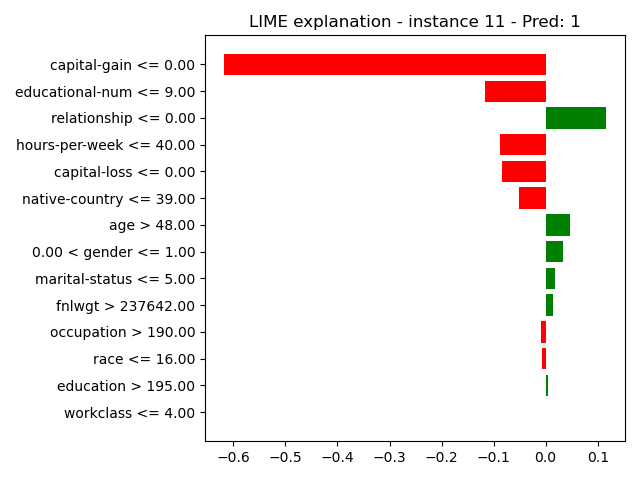 LIME explanation - instance 11 - Pred: 1
capital-gain <= 0.00
educational-num <= 9.00
relationship <= 0.00
hours-per-week <= 40.00
capital-loss <= 0.00
native-country <= 39.00
age > 48.00
0.00 < gender <= 1.00
marital-status <= 5.00
fnlwgt > 237642.00
occupation > 190.00
race <= 16.00
education > 195.00
workclass <= 4.00
−0.6 −0.5 −0.4 −0.3 −0.2 −0.1 0.0 0.1